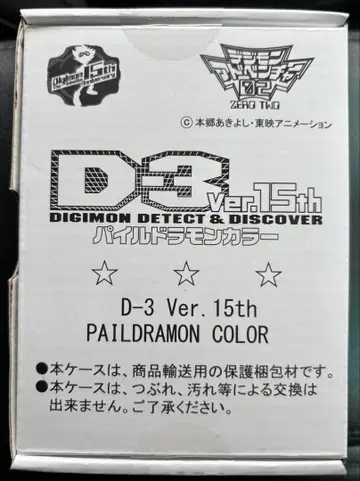 Digimon 15th
Anniversary
デジモン
アドベンチャー
02
ZERO TWO
©本郷あきよし・東映アニメーション
D-3 Ver.15th
DIGIMON DETECT & DISCOVER
パイルドラモンカラー
☆ ☆ ☆
D-3 Ver.15th
PAILDRAMON COLOR
●本ケースは、商品輸送用の保護梱包材です。
●本ケースは、つぶれ、汚れ等による交換は
出来ません。ご了承ください。